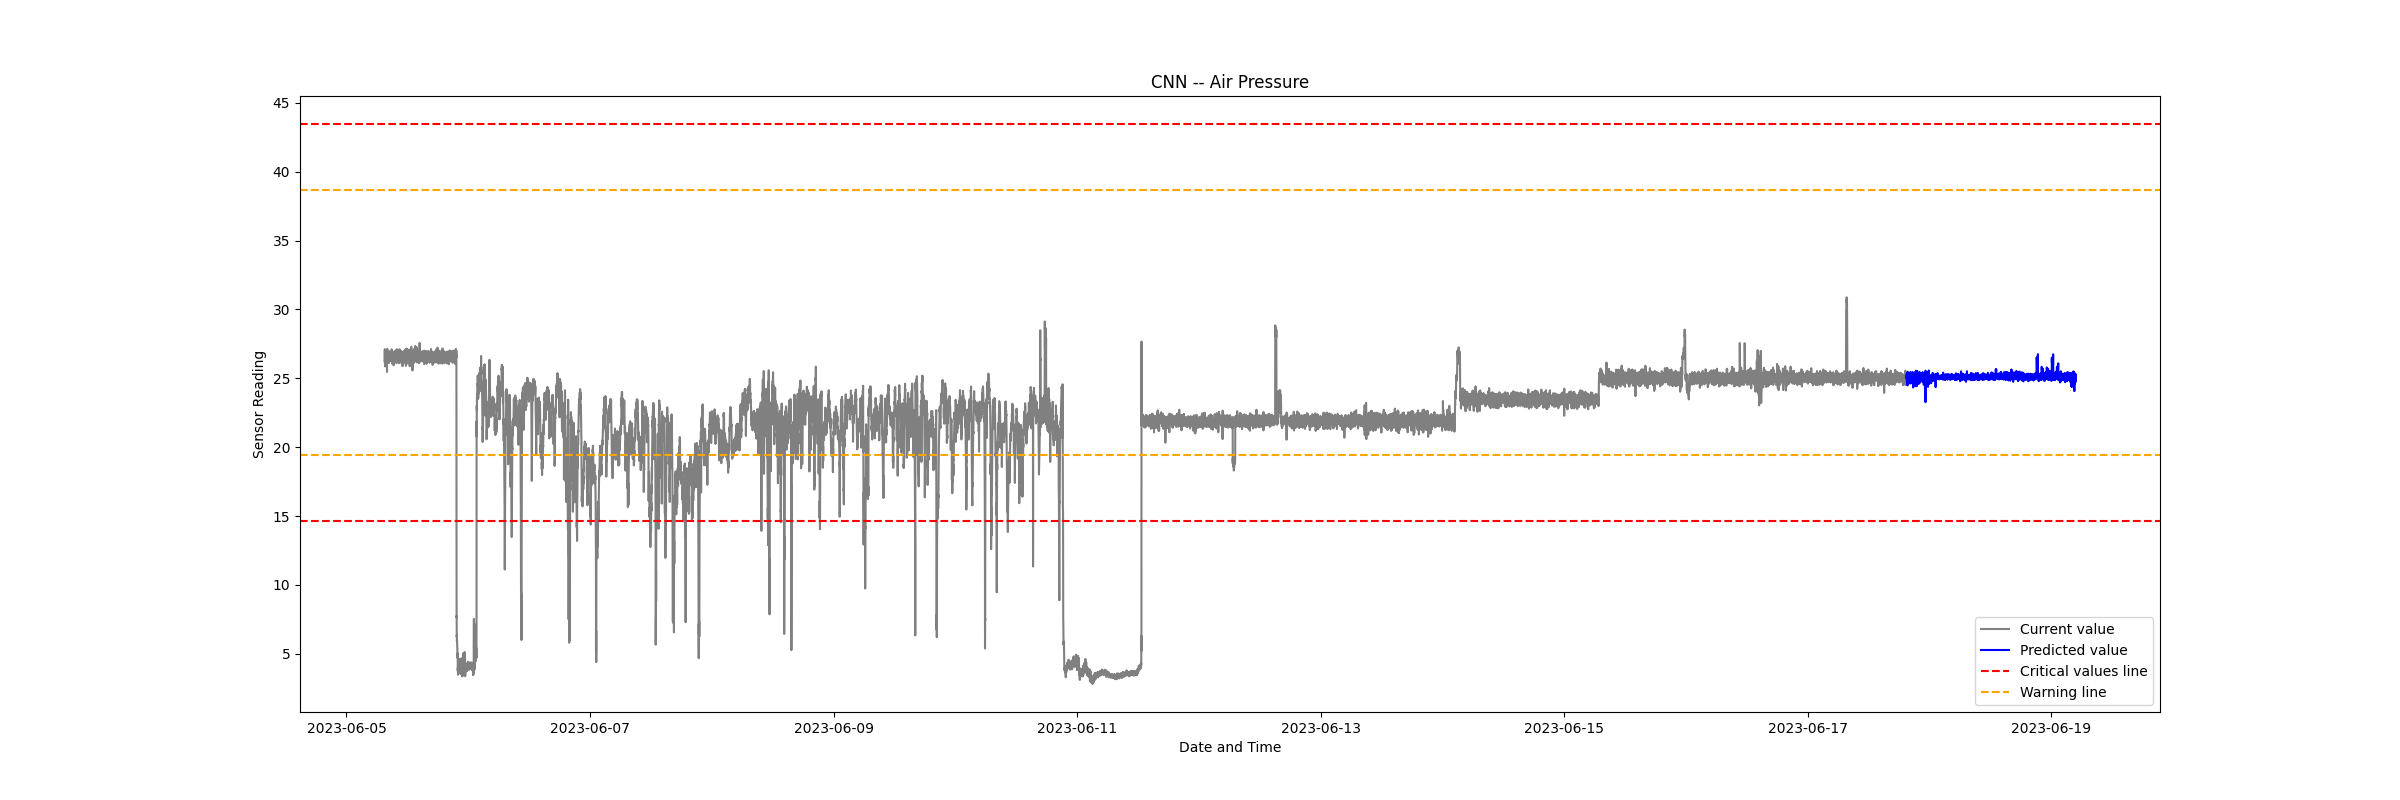 CNN -- Air Pressure
45
40
35
30
25
20
15
10
5
Sensor Reading
Current value
Predicted value
Critical values line
Warning line
2023-06-05 2023-06-07 2023-06-09 2023-06-11 2023-06-13 2023-06-15 2023-06-17 2023-06-19
Date and Time